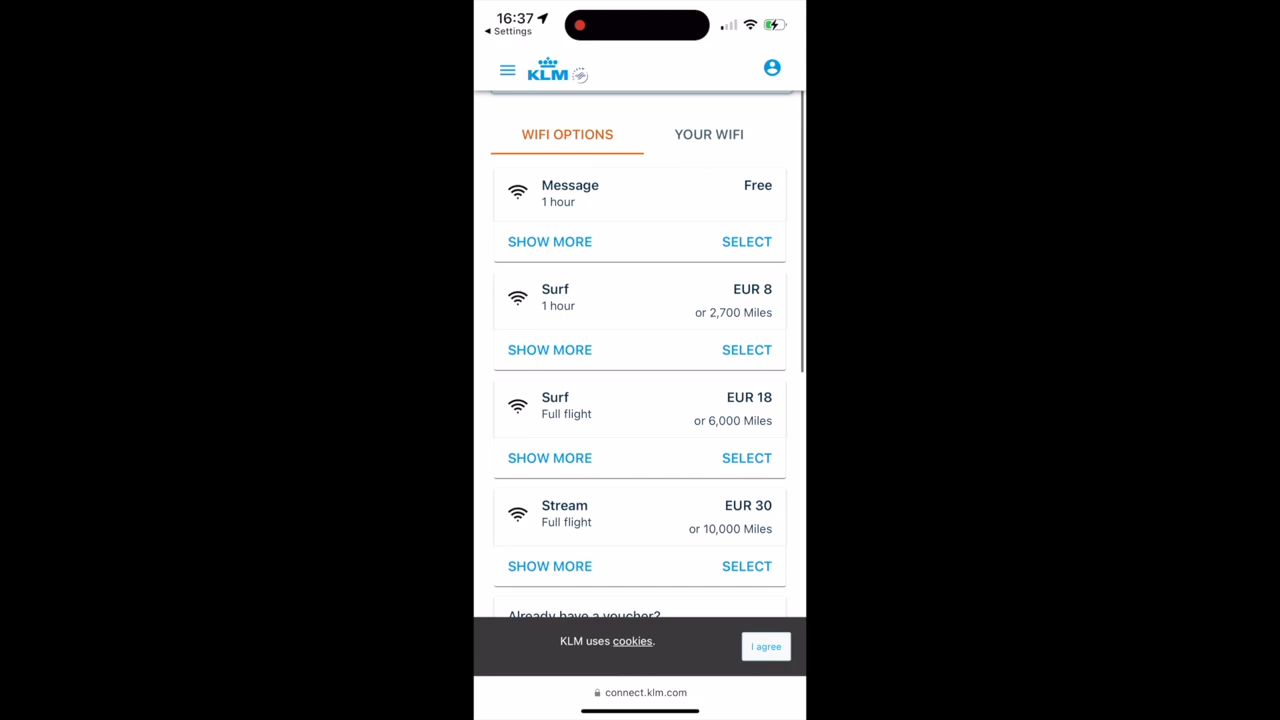 16:37
◀ Settings
KLM
WIFI OPTIONS
YOUR WIFI
Message
Free
1 hour
SHOW MORE
SELECT
Surf
EUR 8
1 hour
or 2,700 Miles
SHOW MORE
SELECT
Surf
EUR 18
Full flight
or 6,000 Miles
SHOW MORE
SELECT
Stream
EUR 30
Full flight
or 10,000 Miles
SHOW MORE
SELECT
Already have a voucher?
KLM uses cookies.
I agree
connect.klm.com